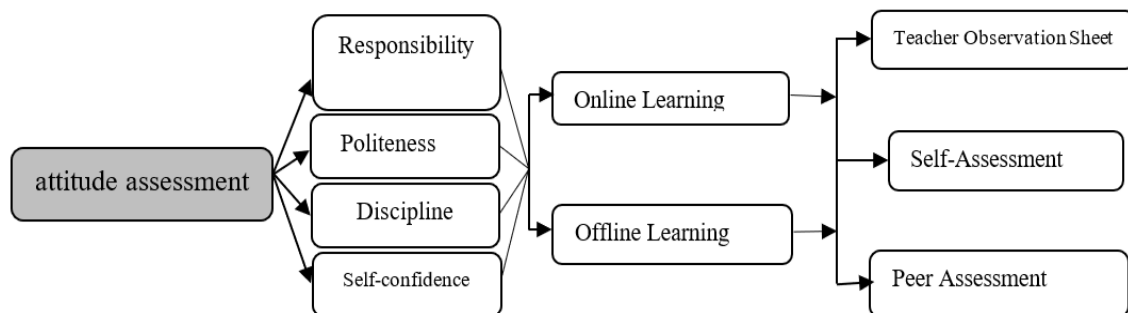 attitude assessment
Responsibility
Politeness
Discipline
Self-confidence
Online Learning
Offline Learning
Teacher Observation Sheet
Self-Assessment
Peer Assessment